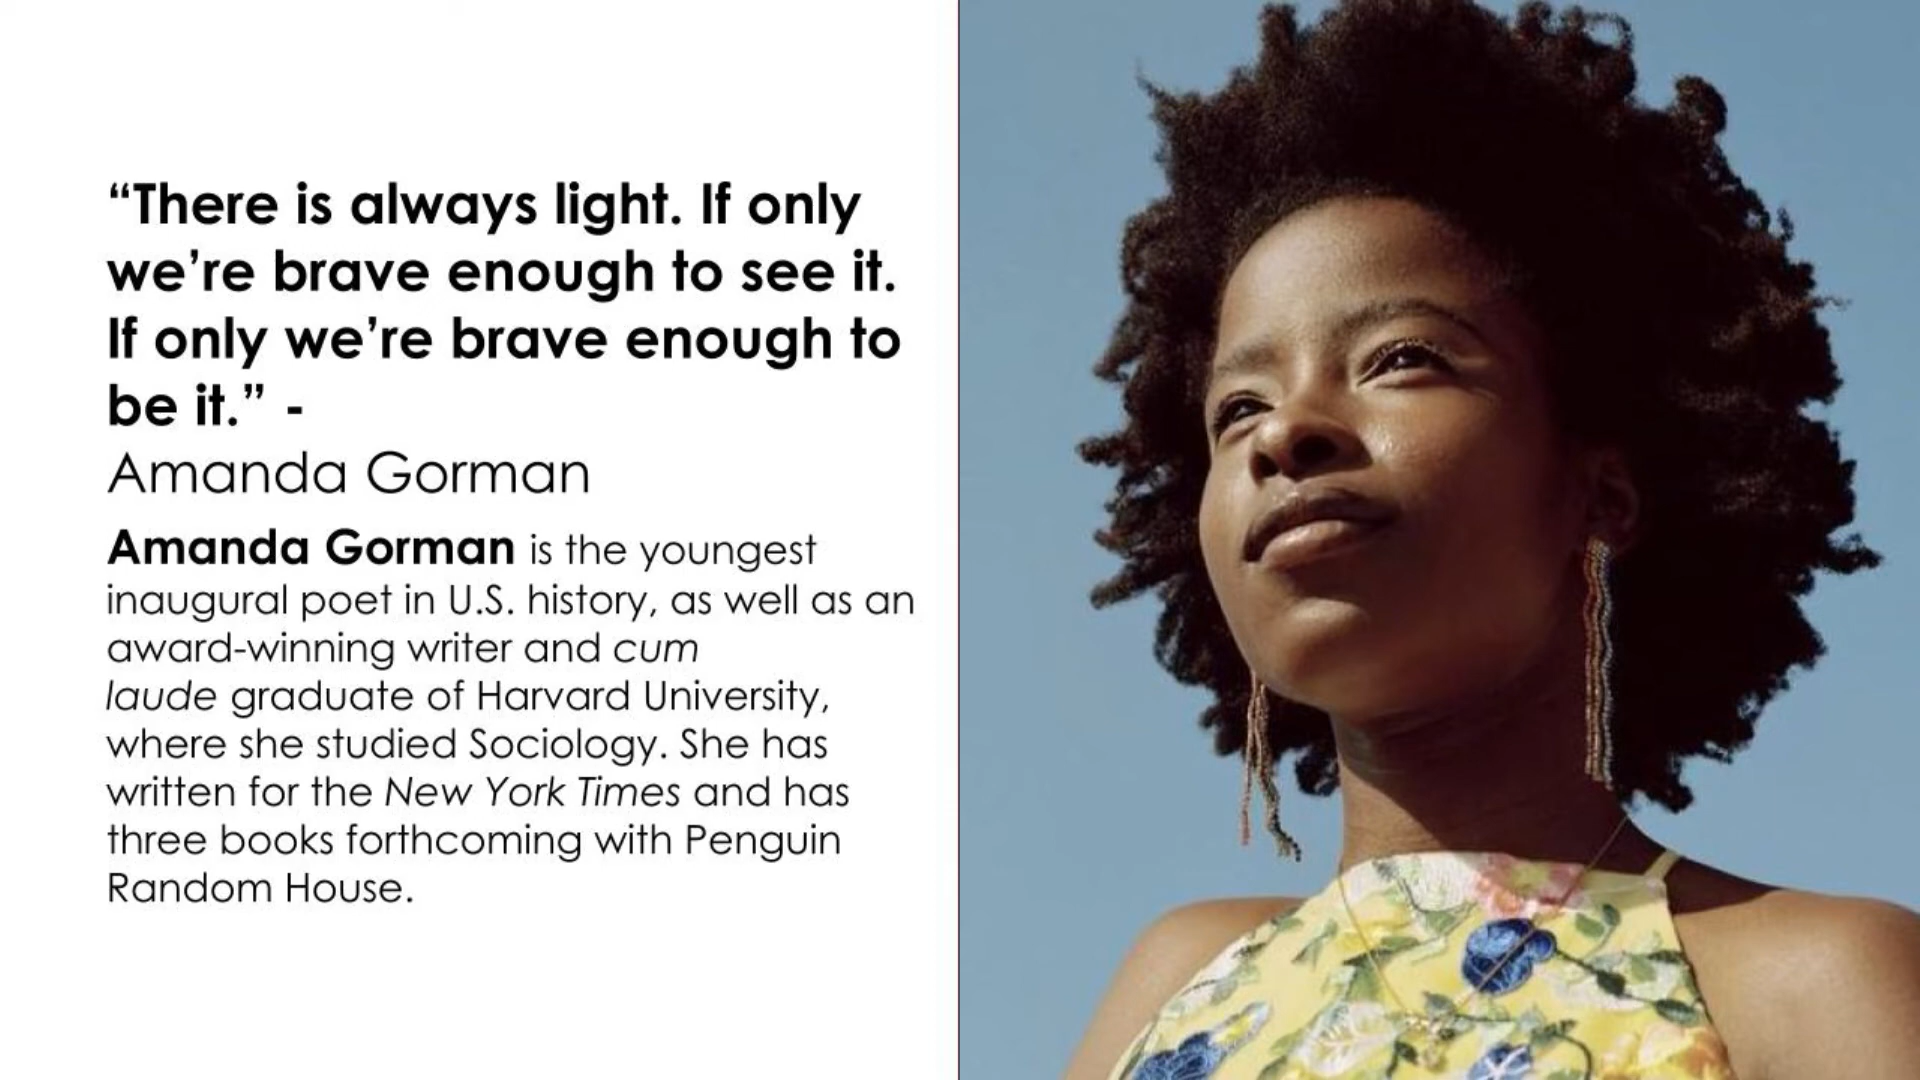 “There is always light. If only
we’re brave enough to see it.
If only we’re brave enough to
be it.” -
Amanda Gorman
Amanda Gorman is the youngest
inaugural poet in U.S. history, as well as an
award-winning writer and cum
laude graduate of Harvard University,
where she studied Sociology. She has
written for the New York Times and has
three books forthcoming with Penguin
Random House.